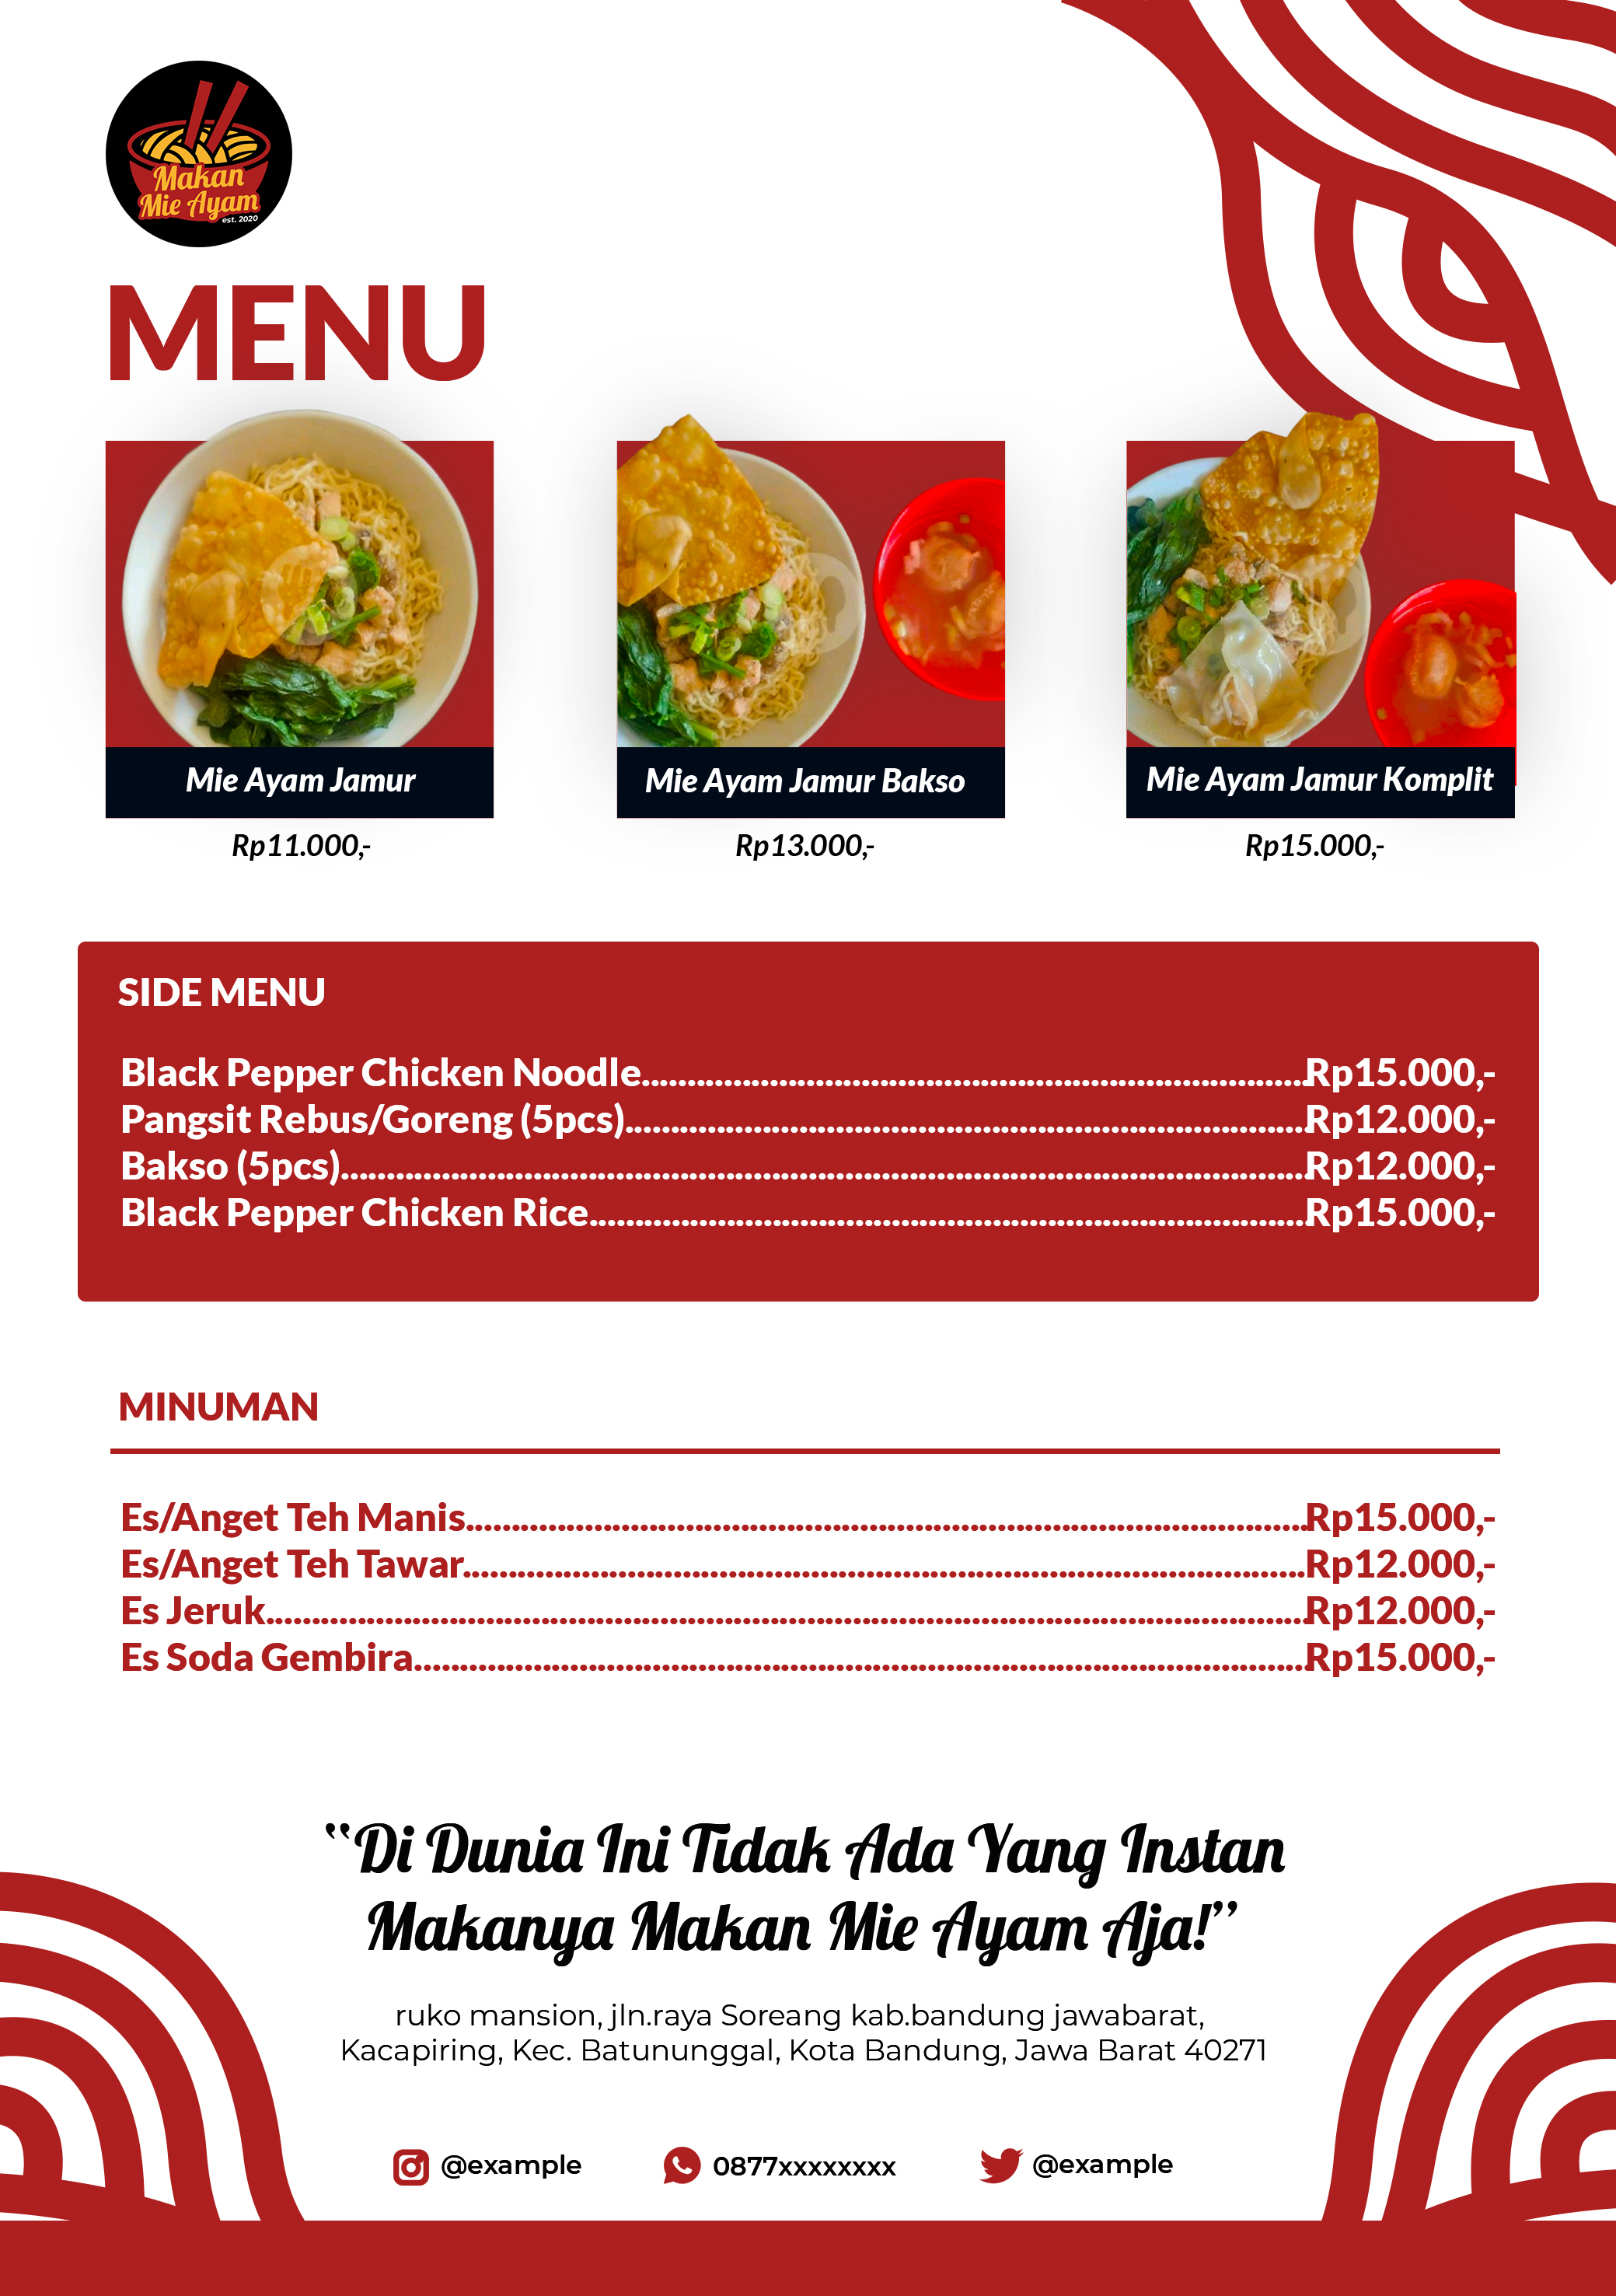 Makan
Mie Ayam
est. 2020
MENU
Mie Ayam Jamur
Rp11.000,-
Mie Ayam Jamur Bakso
Rp13.000,-
Mie Ayam Jamur Komplit
Rp15.000,-
SIDE MENU
Black Pepper Chicken Noodle........Rp15.000,-
Pangsit Rebus/Goreng (5pcs)........Rp12.000,-
Bakso (5pcs)........Rp12.000,-
Black Pepper Chicken Rice........Rp15.000,-
MINUMAN
Es/Anget Teh Manis........Rp15.000,-
Es/Anget Teh Tawar........Rp12.000,-
Es Jeruk........Rp12.000,-
Es Soda Gembira........Rp15.000,-
“Di Dunia Ini Tidak Ada Yang Instan
Makanya Makan Mie Ayam Aja!”
ruko mansion, jln.raya Soreang kab.bandung jawabarat,
Kacapiring, Kec. Batununggal, Kota Bandung, Jawa Barat 40271
@example
0877xxxxxxxx
@example